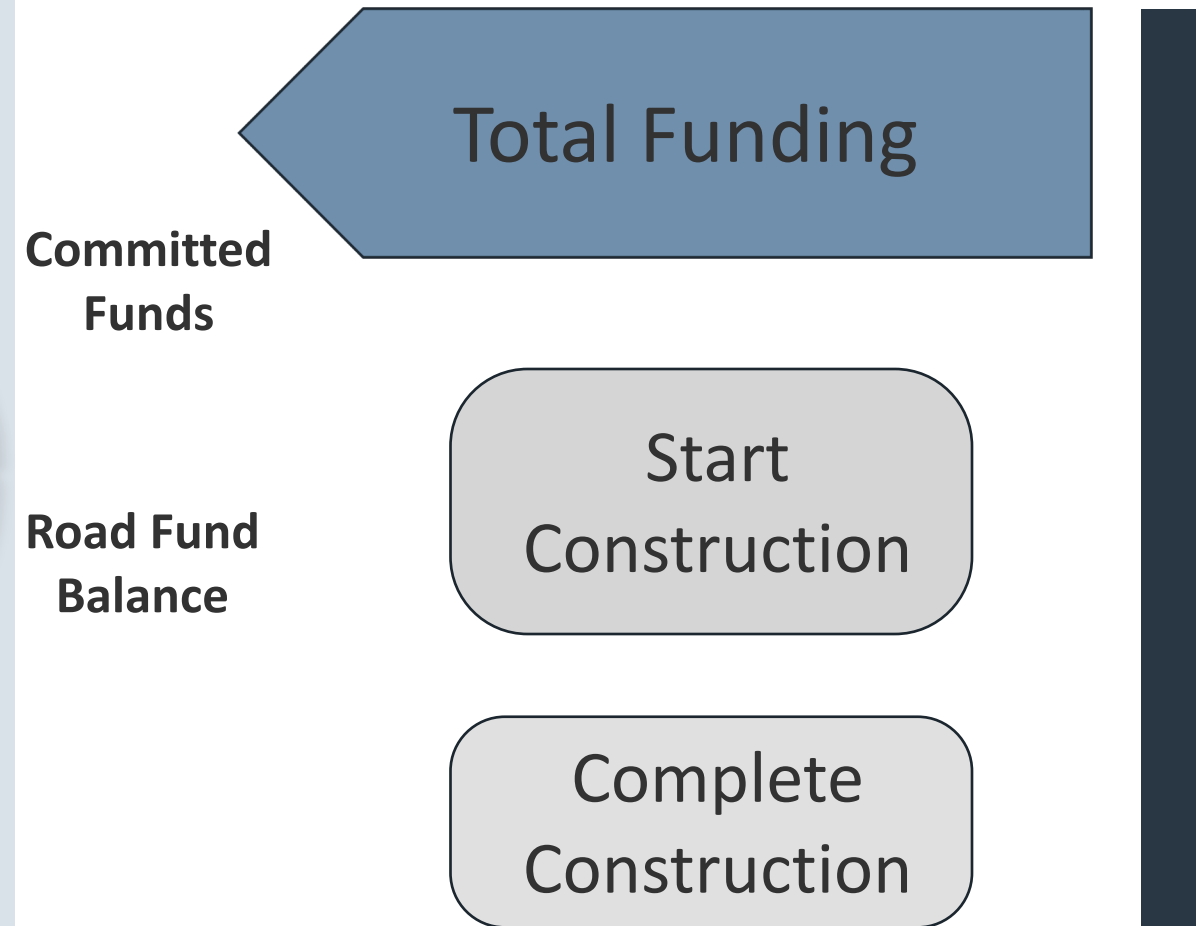 Total Funding
Committed
Funds
Start
Construction
Road Fund
Balance
Complete
Construction